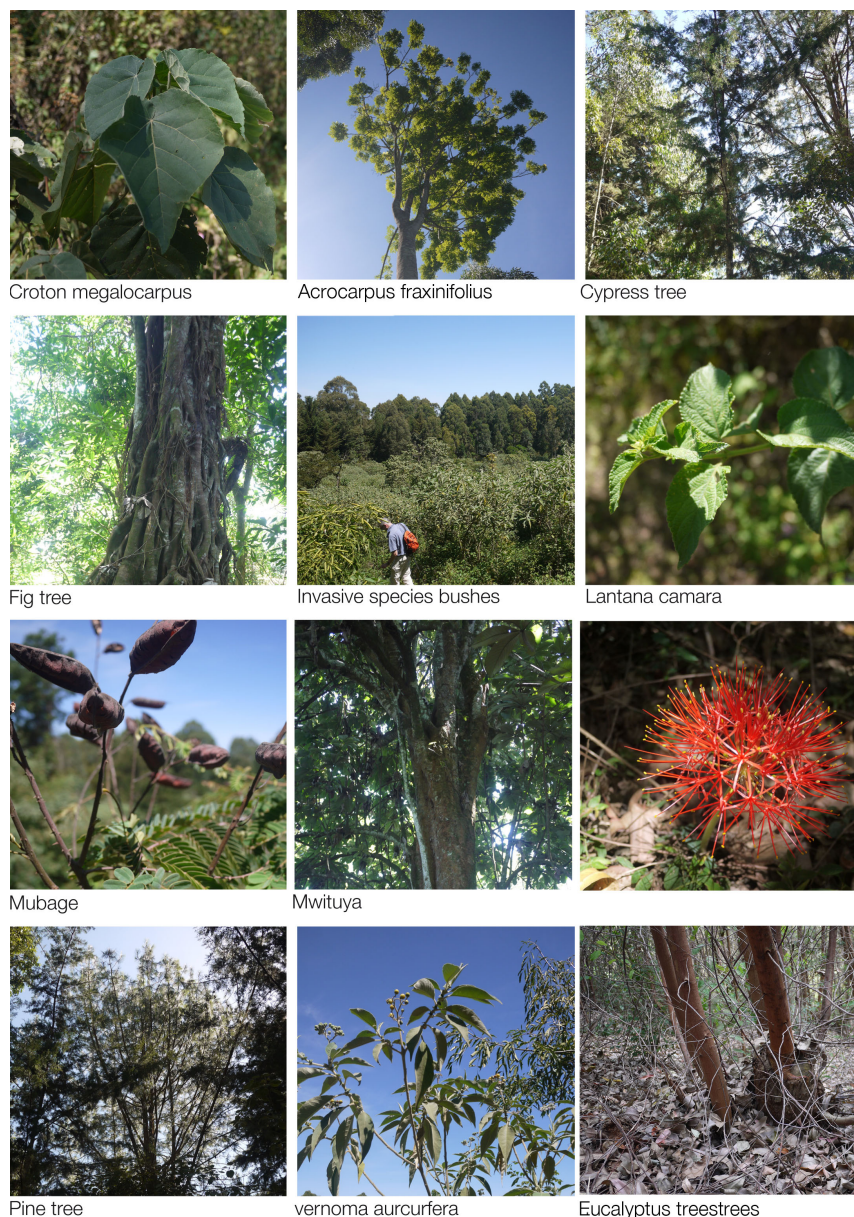 Croton megalocarpus
Acrocarpus fraxinifolius
Cypress tree
Fig tree
Invasive species bushes
Lantana camara
Mubage
Mwituya
Pine tree
vernoma aurcurfera
Eucalyptus treestrees